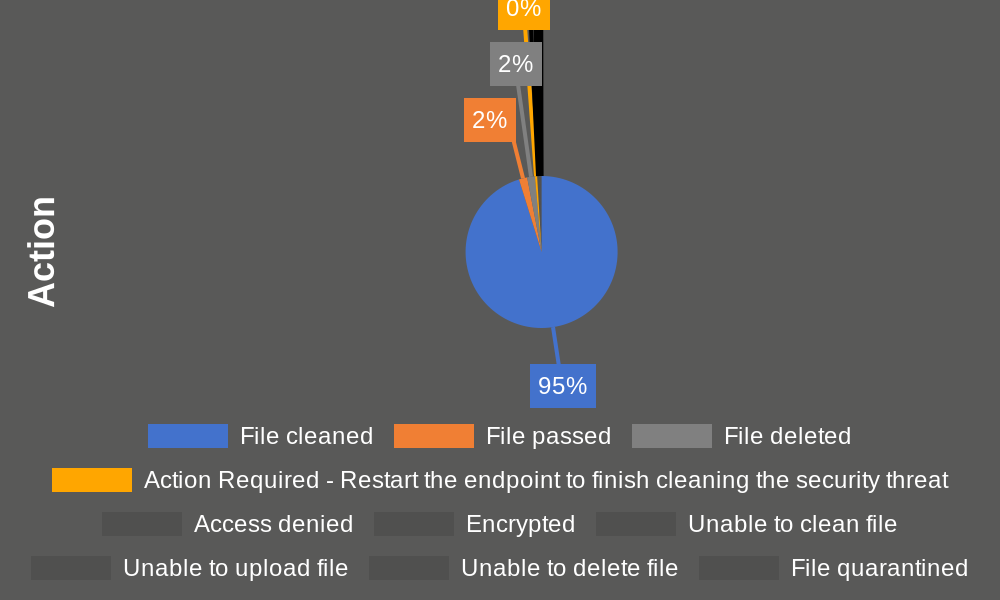 0%
2%
2%
Action
95%
File cleaned File passed File deleted
Action Required - Restart the endpoint to finish cleaning the security threat
Access denied Encrypted Unable to clean file
Unable to upload file Unable to delete file File quarantined